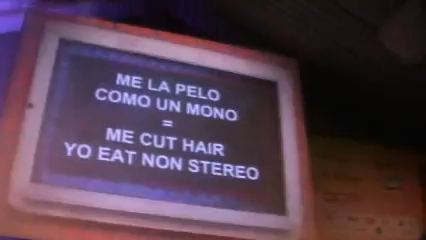 ME LA PELO
COMO UN MONO
=
ME CUT HAIR
YO EAT NON STEREO